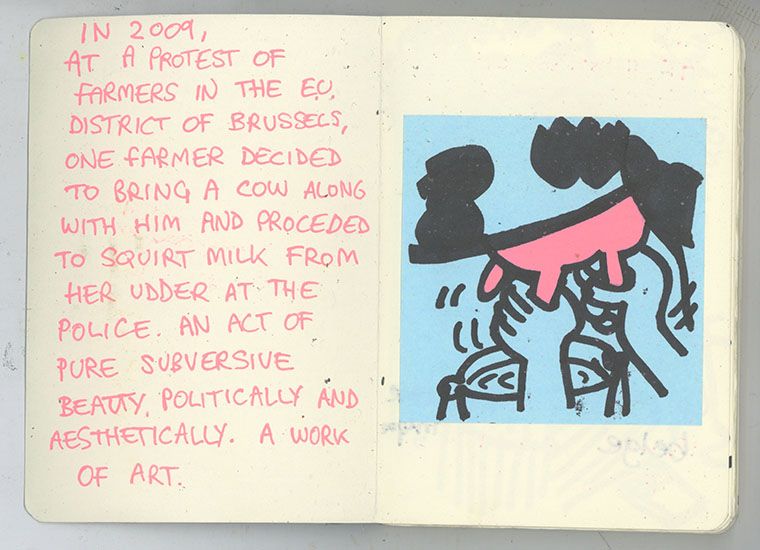 IN 2009,
AT A PROTEST OF
FARMERS IN THE E.U.
DISTRICT OF BRUSSELS,
ONE FARMER DECIDED
TO BRING A COW ALONG
WITH HIM AND PROCEDED
TO SQUIRT MILK FROM
HER UDDER AT THE
POLICE. AN ACT OF
PURE SUBVERSIVE
BEAUTY, POLITICALLY AND
AESTHETICALLY. A WORK
OF ART.